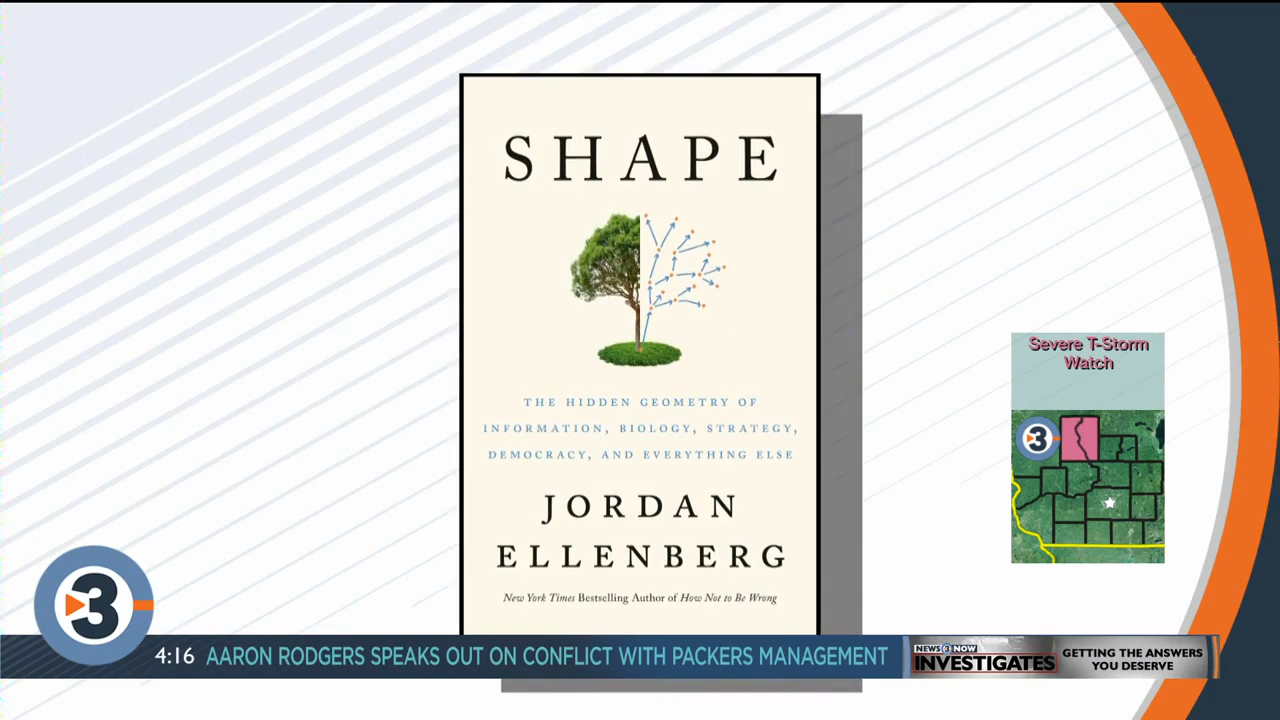 SHAPE
THE HIDDEN GEOMETRY OF
INFORMATION, BIOLOGY, STRATEGY,
DEMOCRACY, AND EVERYTHING ELSE
JORDAN
ELLENBERG
New York Times Bestselling Author of How Not to Be Wrong
Severe T-Storm
Watch
3
3
4:16 AARON RODGERS SPEAKS OUT ON CONFLICT WITH PACKERS MANAGEMENT
NEWS 3 NOW
INVESTIGATES
GETTING THE ANSWERS
YOU DESERVE